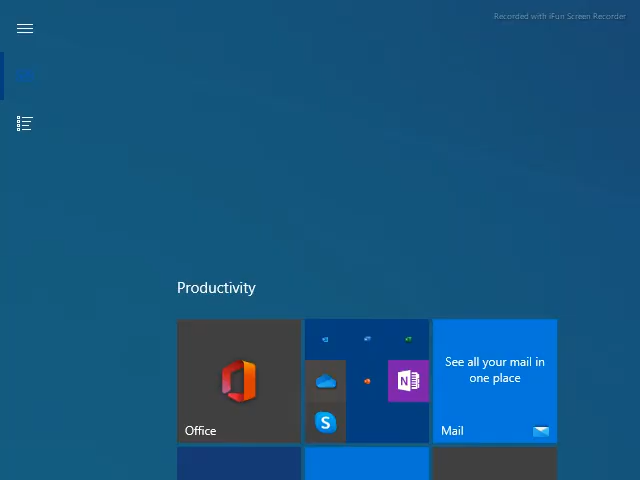 Recorded with iFun Screen Recorder
Productivity
See all your mail in
one place
Office
Mail